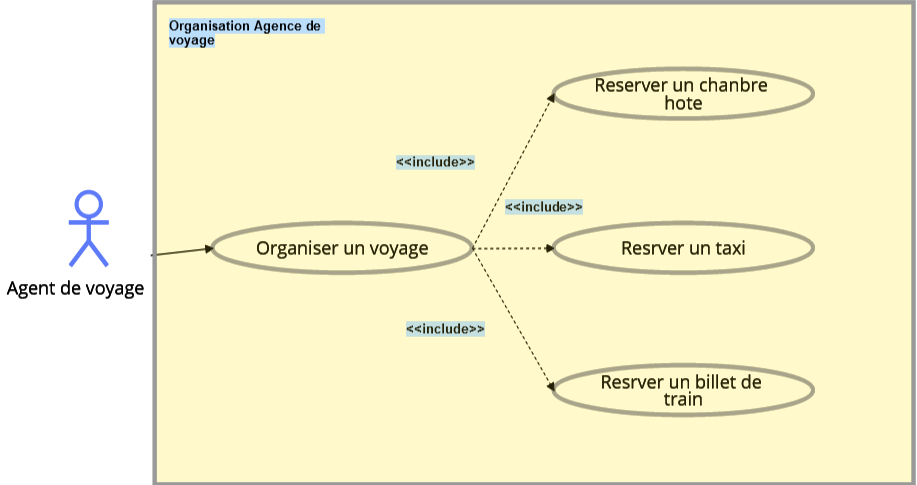 Organisation Agence de
voyage
Reserver un chanbre
hote
<<include>>
<<include>>
Organiser un voyage
Resrver un taxi
Agent de voyage
<<include>>
Resrver un billet de
train